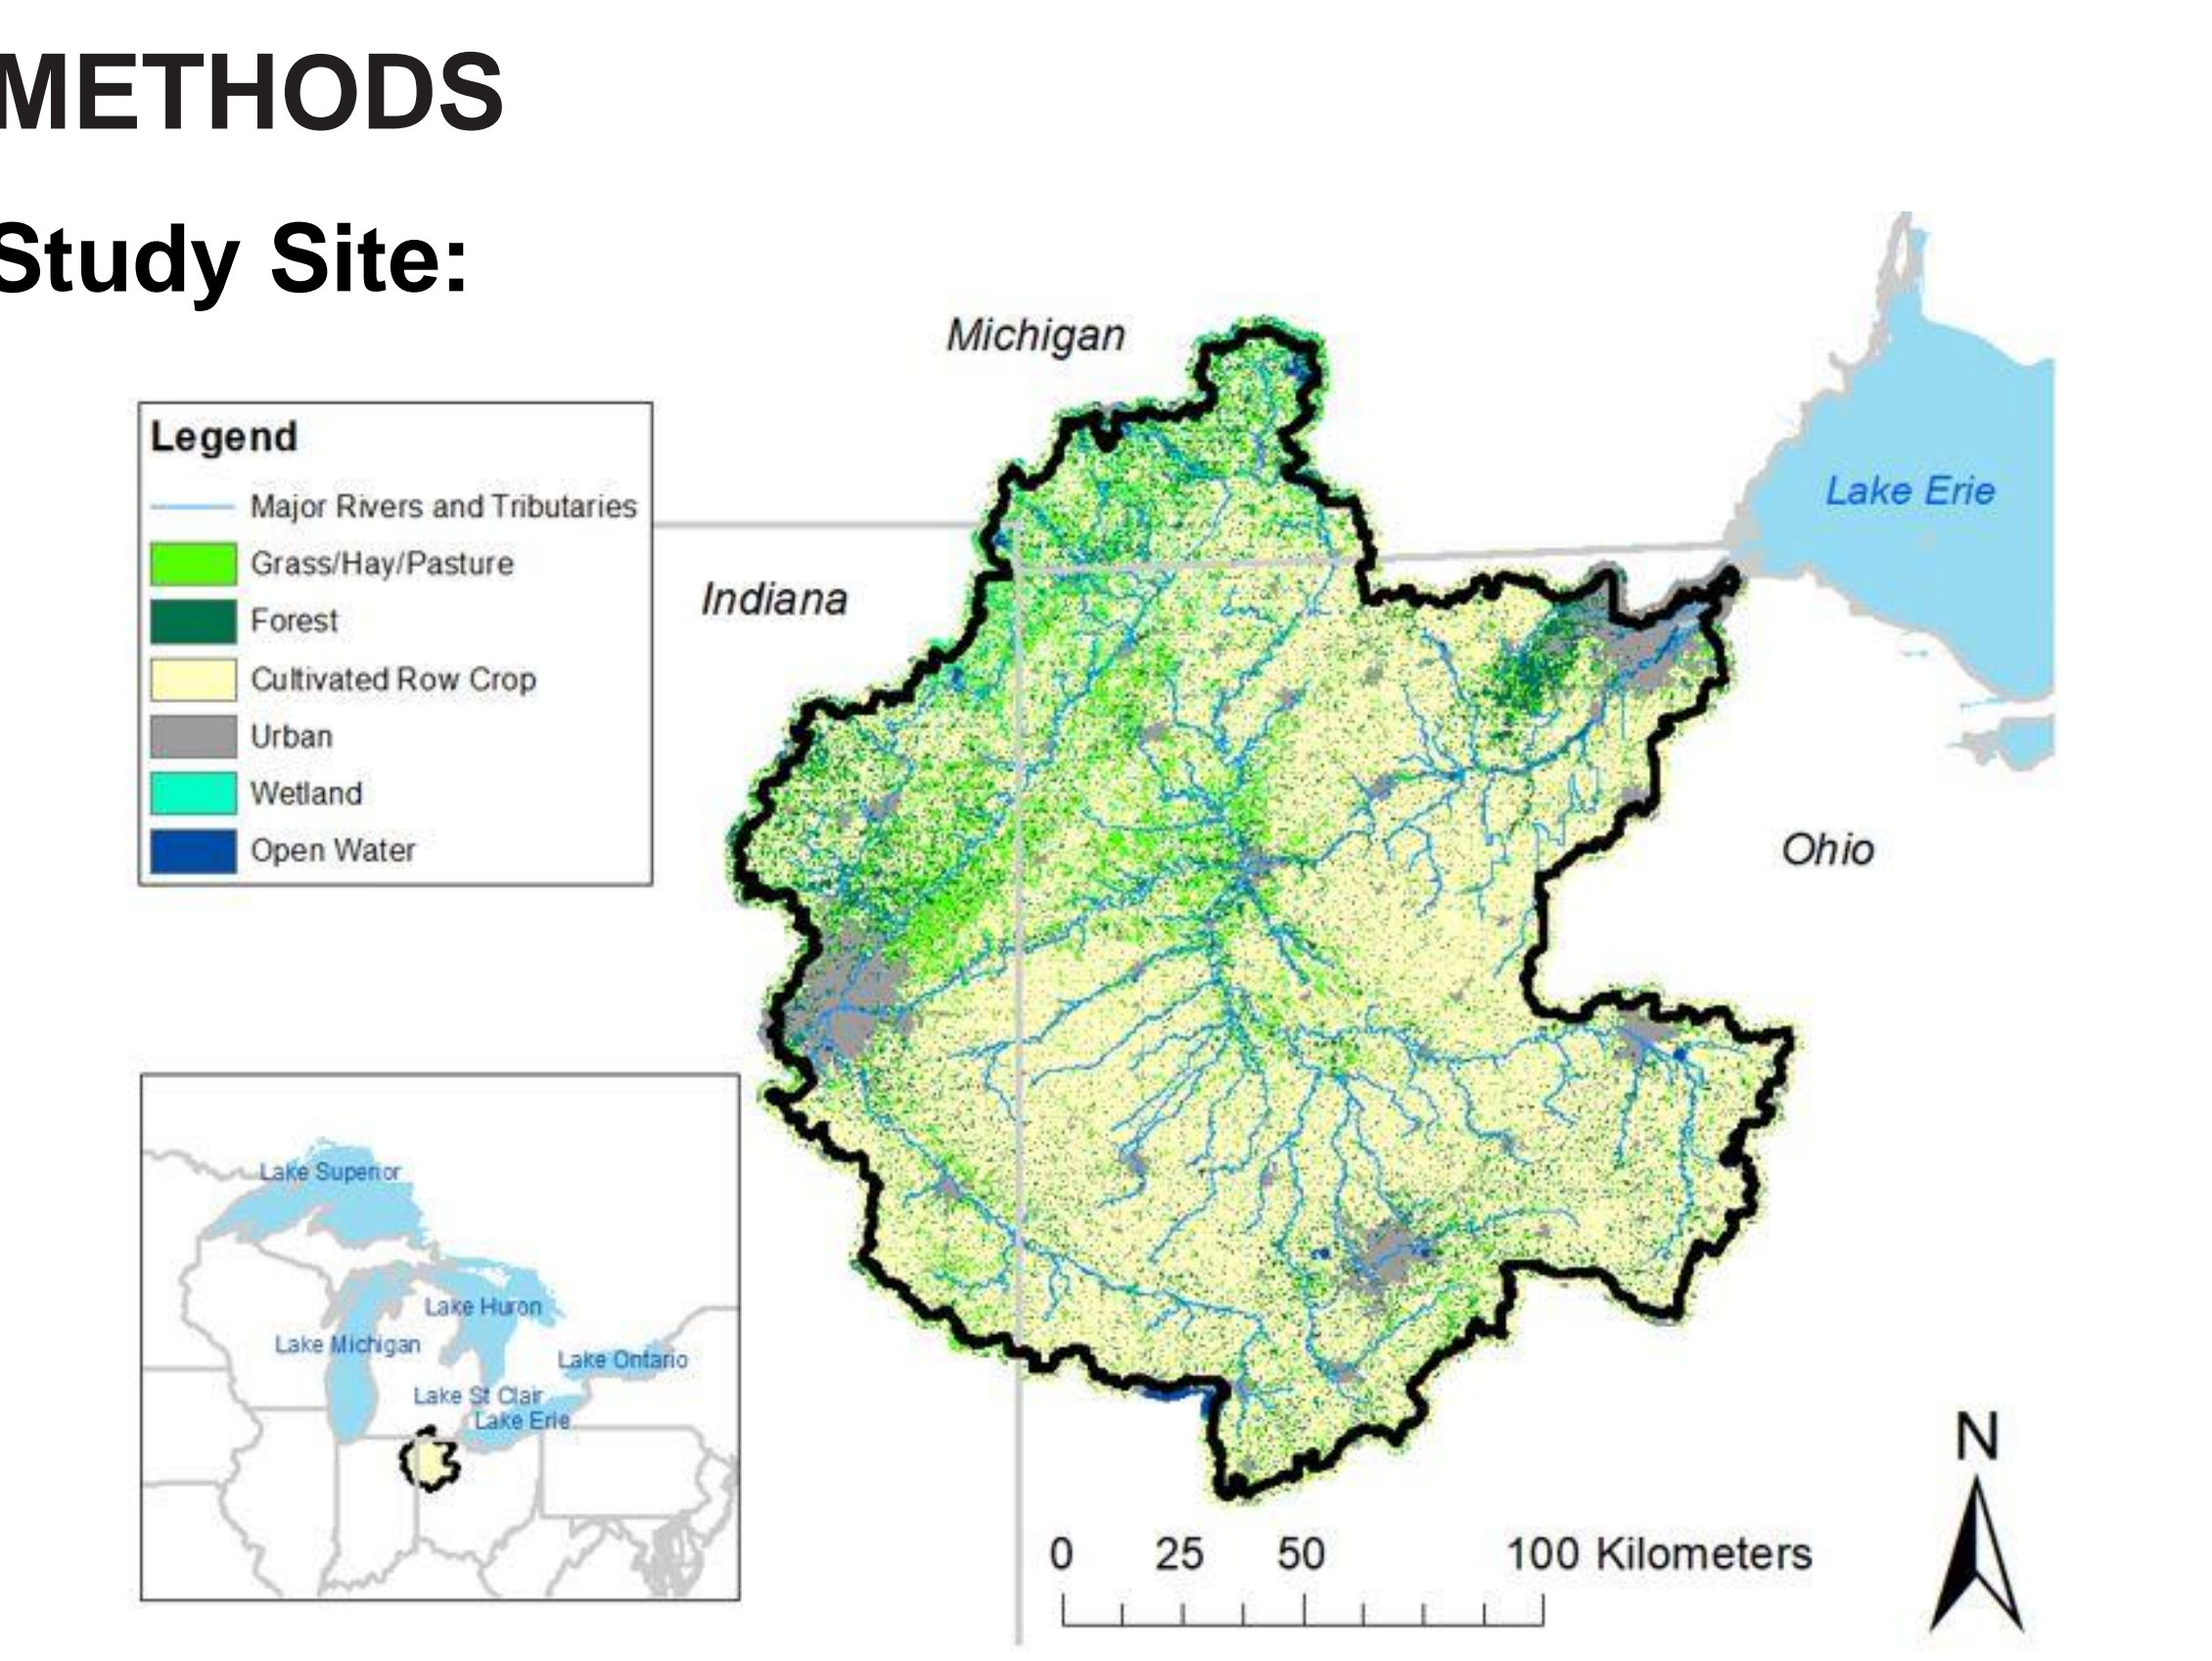 METHODS
Study Site:
Michigan
Legend
Major Rivers and Tributaries
Grass/Hay/Pasture
Forest
Cultivated Row Crop
Urban
Wetland
Open Water
Lake Erie
Indiana
Ohio
Lake Superior
Lake Huron
Lake Michigan
Lake Ontario
Lake St Clair
Lake Erie
N
0 25 50 100 Kilometers